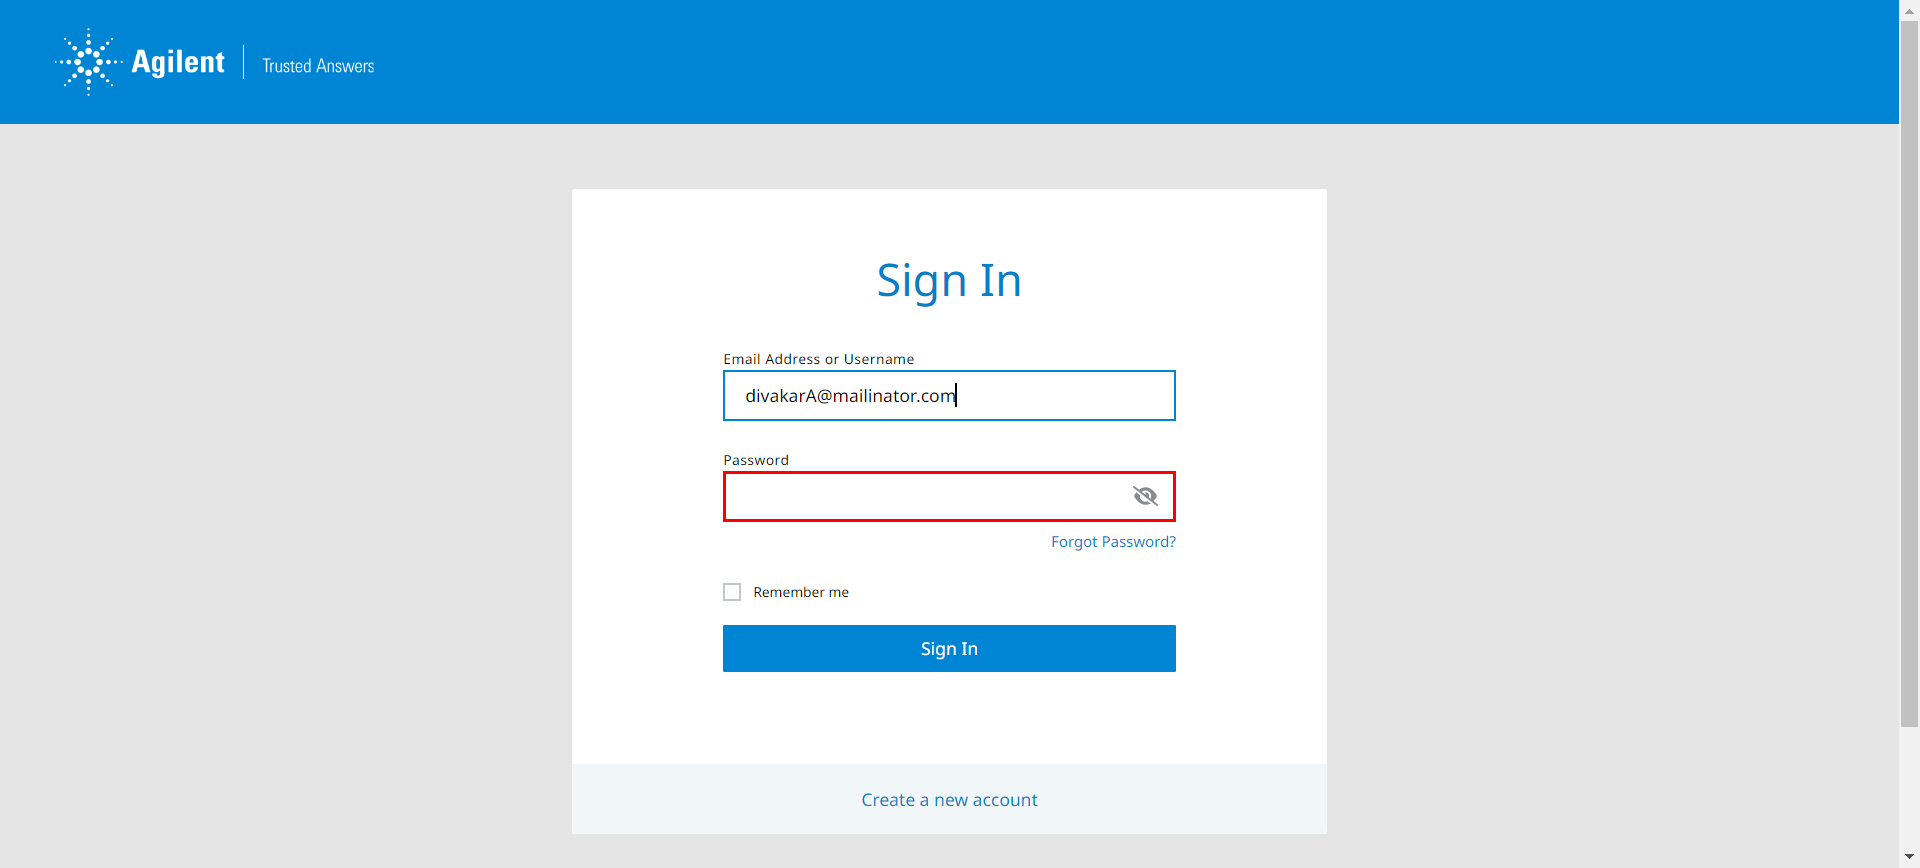 Agilent
Trusted Answers
Sign In
Email Address or Username
divakarA@mailinator.com
Password
Forgot Password?
Remember me
Sign In
Create a new account